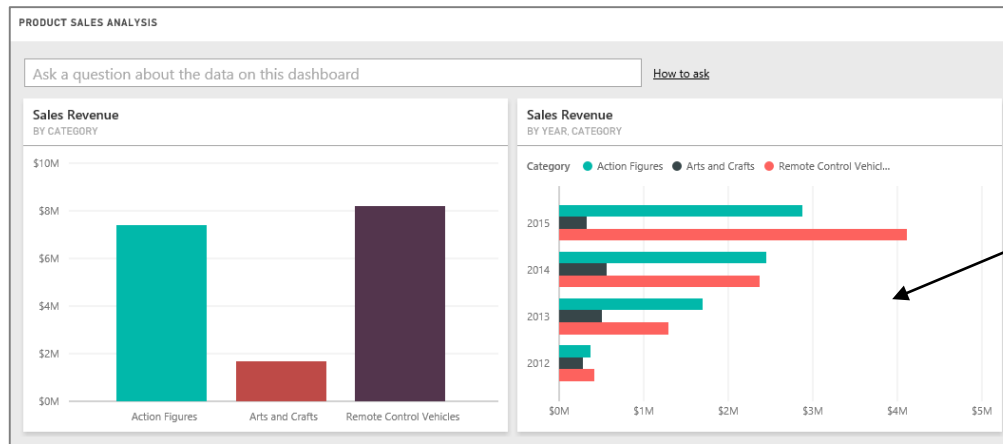 PRODUCT SALES ANALYSIS
Ask a question about the data on this dashboard
How to ask
Sales Revenue
BY CATEGORY
$10M
$8M
$6M
$4M
$2M
$0M
Action Figures
Arts and Crafts
Remote Control Vehicles
Sales Revenue
BY YEAR, CATEGORY
Category Action Figures Arts and Crafts Remote Control Vehicl...
2015
2014
2013
2012
$0M
$1M
$2M
$3M
$4M
$5M